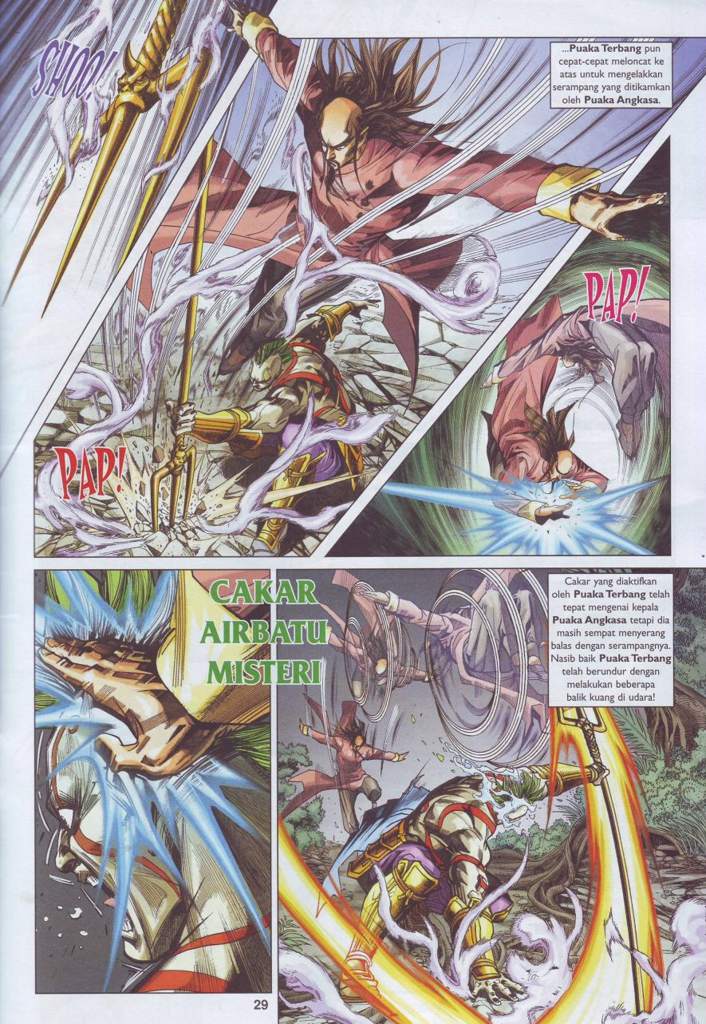 SHOO!
...Puaka Terbang pun
cepat-cepat meloncat ke
atas untuk mengelakkan
serampang yang ditikamkan
oleh Puaka Angkasa.
PAP!
PAP!
CAKAR
AIRBATU
MISTERI
Cakar yang diaktifkan
oleh Puaka Terbang telah
tepat mengenai kepala
Puaka Angkasa tetapi dia
masih sempat menyerang
balas dengan serampangnya.
Nasib baik Puaka Terbang
telah berundur dengan
melakukan beberapa
balik kuang di udara!
29